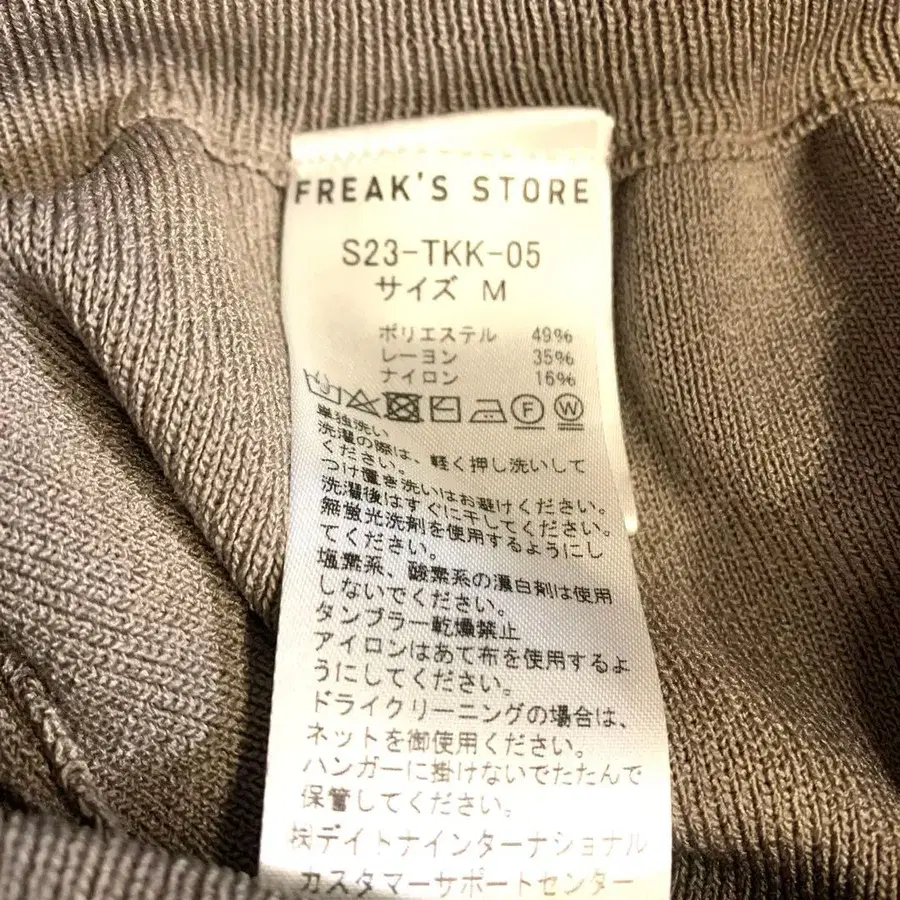 FREAK'S STORE
S23-TKK-05
サイズ M
ポリエステル 49%
レーヨン 35%
ナイロン 16%
F W
単独洗い
洗濯の際は、軽く押し洗いして
ください。
つけ置き洗いはお避けください。
洗濯後はすぐに干してください。
無蛍光洗剤を使用するようにし
てください。
塩素系、酸素系の漂白剤は使用
しないでください。
タンブラー乾燥禁止
アイロンはあて布を使用するよ
うにしてください。
ドライクリーニングの場合は、
ネットを御使用ください。
ハンガーに掛けないでたたんで
保管してください。
㈱デイトナインターナショナル
カスタマーサポートセンター